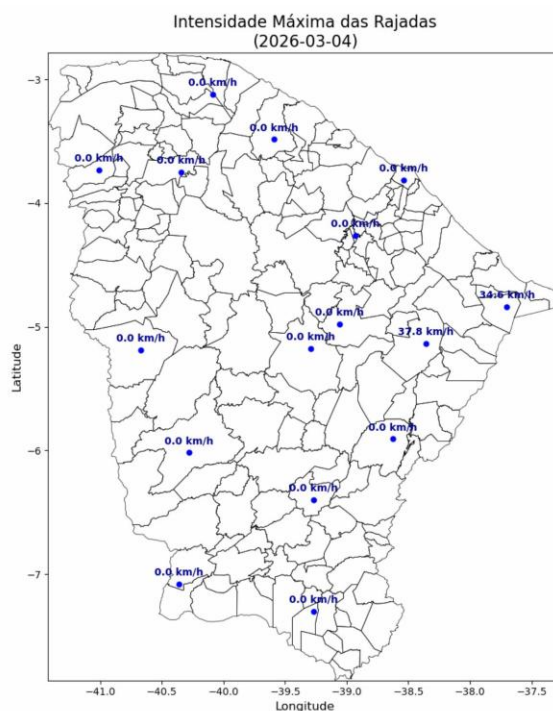 Intensidade Máxima das Rajadas
(2026-03-04)
−3
0.0 km/h
0.0 km/h
0.0 km/h
0.0 km/h
0.0 km/h
−4
0.0 km/h
34.6 km/h
0.0 km/h
−5
0.0 km/h
0.0 km/h
37.8 km/h
Latitude
0.0 km/h
0.0 km/h
−6
0.0 km/h
−7
0.0 km/h
0.0 km/h
−41.0
−40.5
−40.0
−39.5
−39.0
−38.5
−38.0
−37.5
Longitude